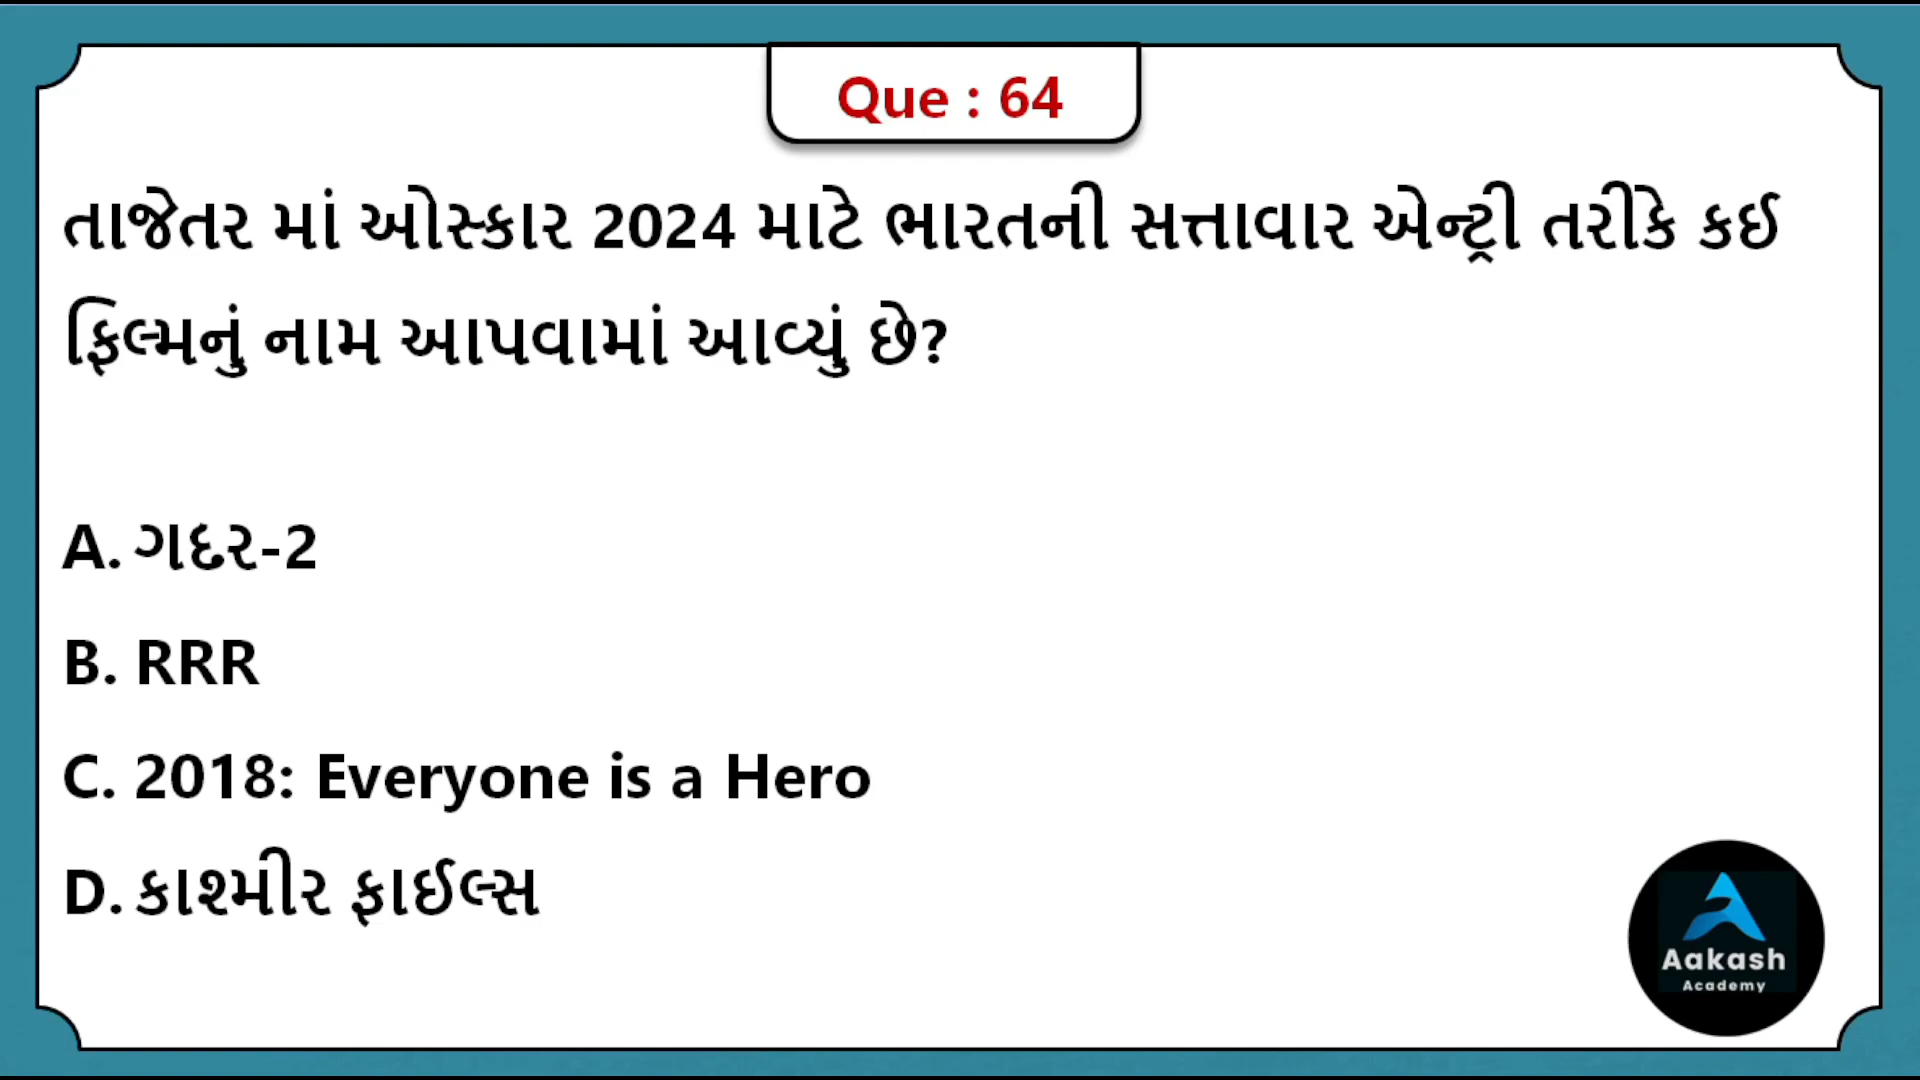 Que : 64
તાજેતર માં ઓસ્કાર 2024 માટે ભારતની સત્તાવાર એન્ટ્રી તરીકે કઈ
ફિલ્મનું નામ આપવામાં આવ્યું છે?
A. ગદર-2
B. RRR
C. 2018: Everyone is a Hero
D. કાશ્મીર ફાઈલ્સ
Aakash
Academy